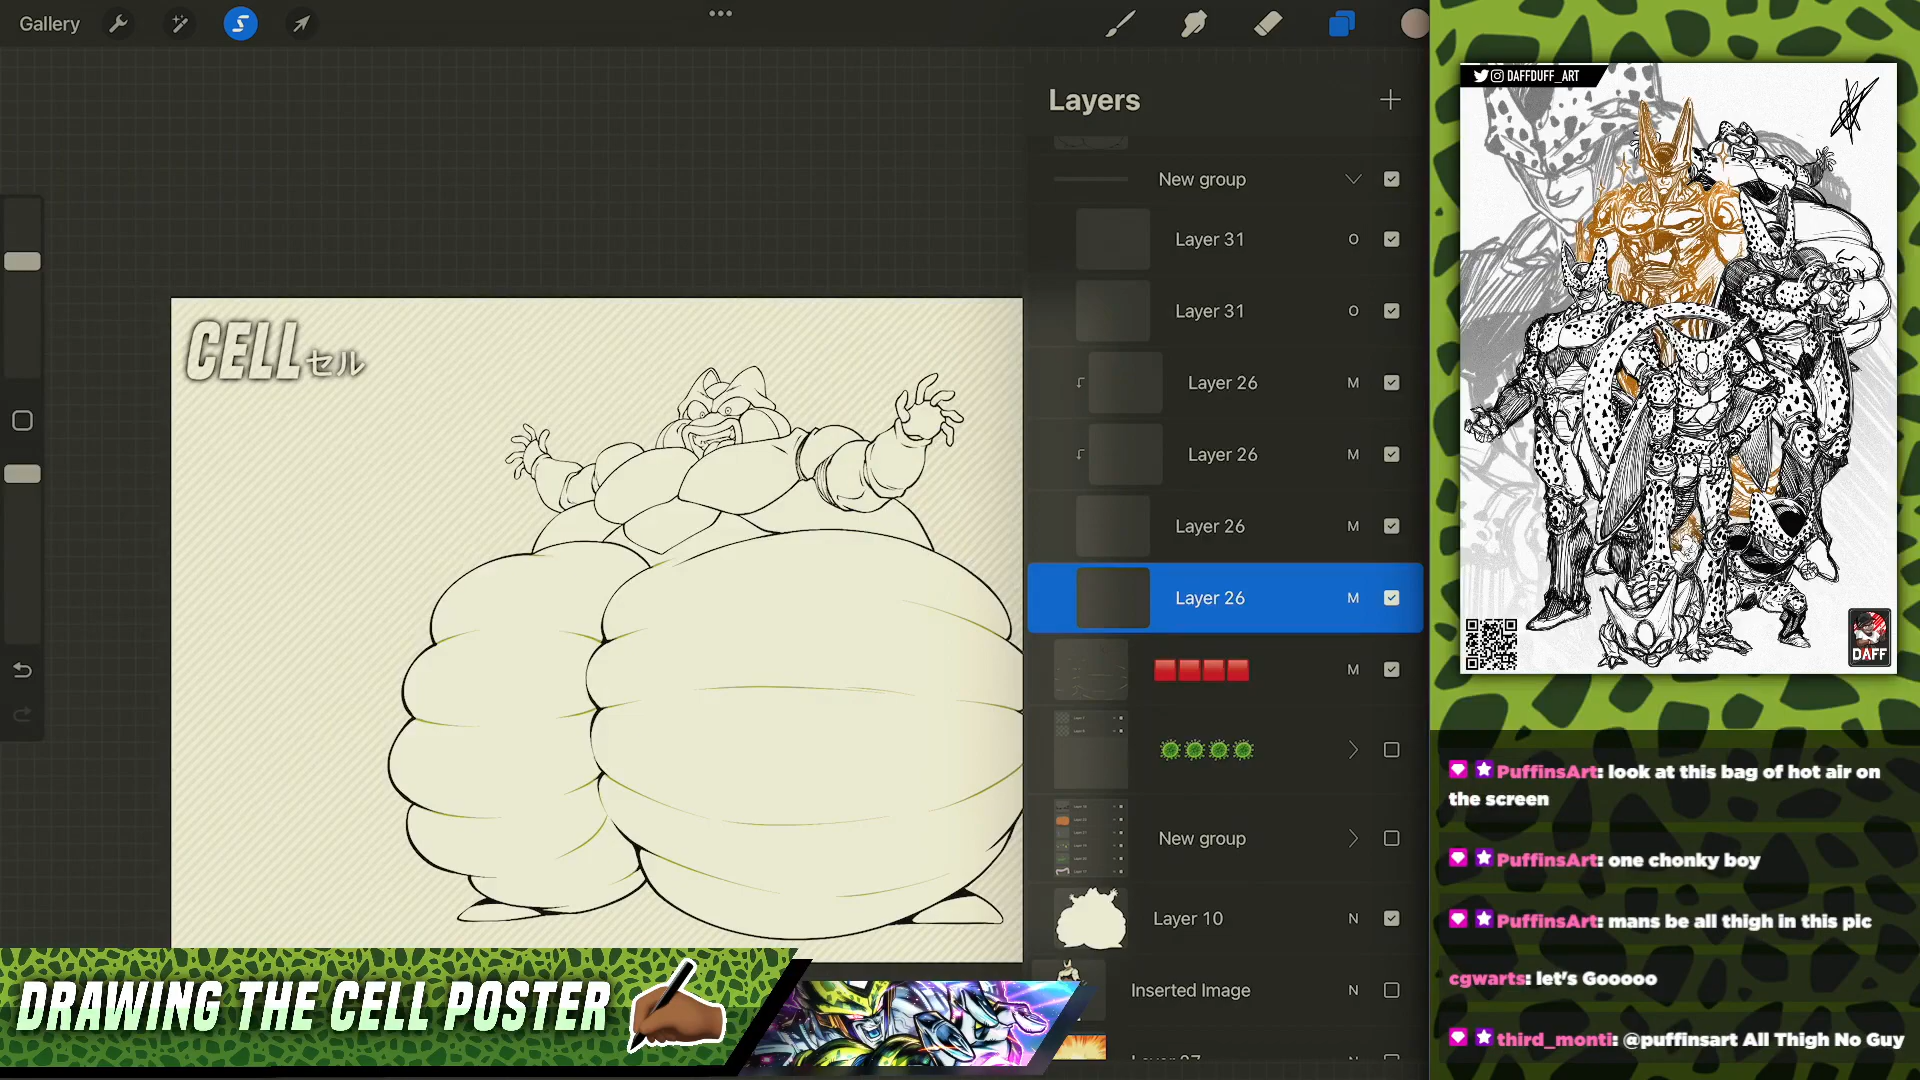 Gallery
Layers
New group
Layer 31 O
Layer 31 O
Layer 26 M
Layer 26 M
Layer 26 M
Layer 26 M
M
New group
Layer 10 N
Inserted Image N
CELL セル
DRAWING THE CELL POSTER
DAFFDUFF_ART
DAFF
PuffinsArt: look at this bag of hot air on
the screen
PuffinsArt: one chonky boy
PuffinsArt: mans be all thigh in this pic
cgwarts: let's Gooooo
third_monti: @puffinsart All Thigh No Guy